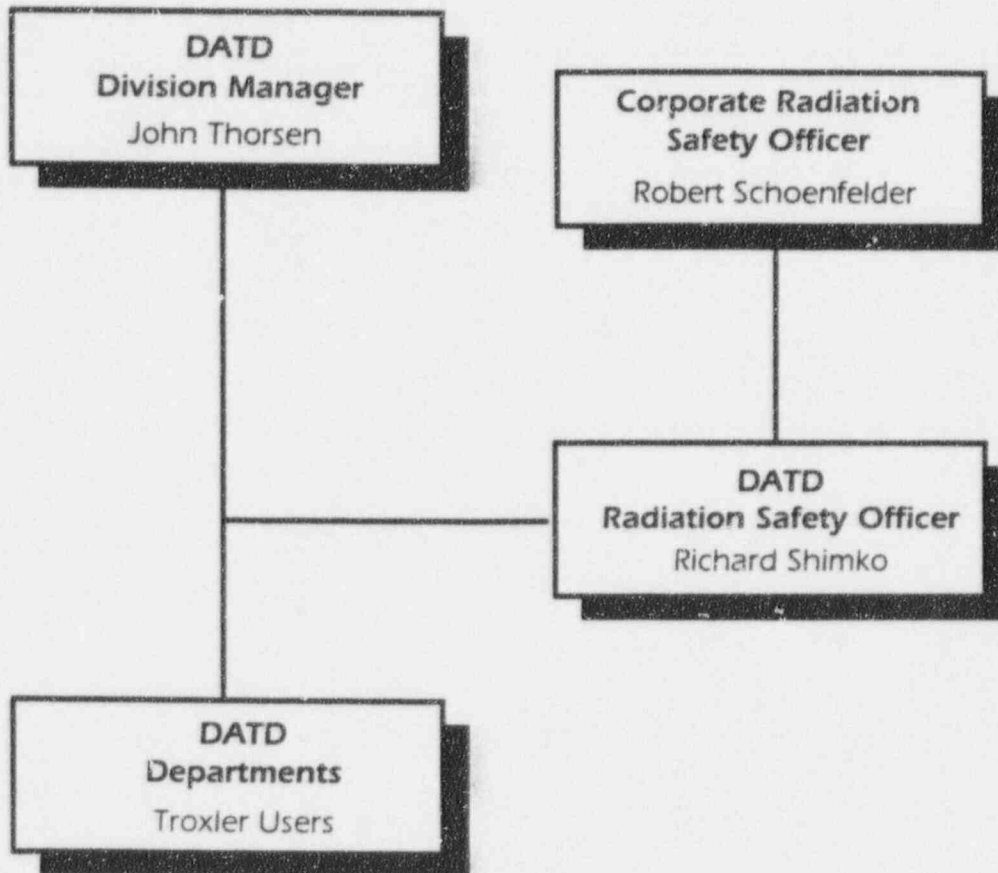 DATD
Division Manager
John Thorsen
Corporate Radiation
Safety Officer
Robert Schoenfelder
DATD
Radiation Safety Officer
Richard Shimko
DATD
Departments
Troxler Users